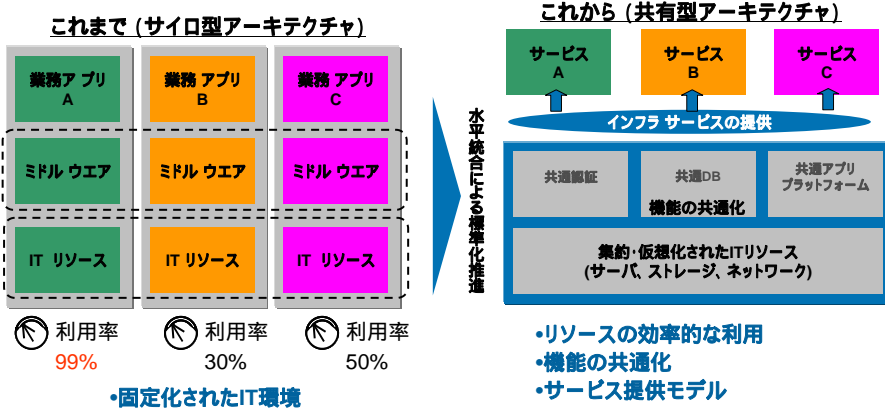 これまで (サイロ型アーキテクチャ)
業務ア プリ
A
業務 アプリ
B
業務 アプリ
C
ミドル ウエア
ミドル ウエア
ミドル ウエア
IT リソース
IT リソース
IT リソース
利用率
99%
利用率
30%
利用率
50%
•固定化されたIT環境
水平統合による標準化推進
これから (共有型アーキテクチャ)
サービス
A
サービス
B
サービス
C
インフラ サービスの提供
共通認証
共通DB
共通アプリ
プラットフォーム
機能の共通化
集約・仮想化されたITリソース
(サーバ、ストレージ、ネットワーク)
•リソースの効率的な利用
•機能の共通化
•サービス提供モデル